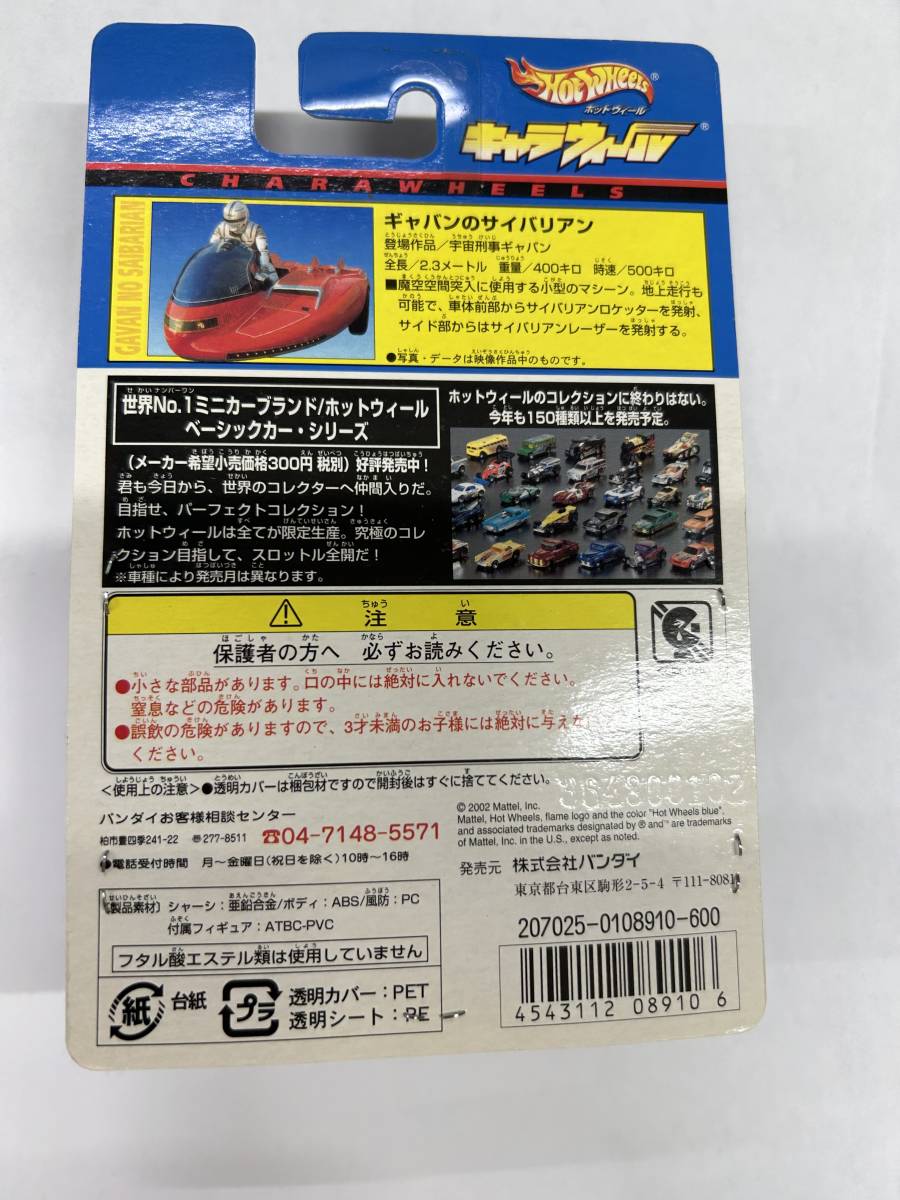 Hot Wheels®
ホットウィール
キャラウィール®
CHARAWHEELS
GAVAN NO SAIBARIAN
ギャバンのサイバリアン
登場作品/宇宙刑事ギャバン
全長/2.3メートル 重量/400キロ 時速/500キロ
■魔空空間突入に使用する小型のマシーン。地上走行も
可能で、車体前部からサイバリアンロケッターを発射、
サイド部からはサイバリアンレーザーを発射する。
●写真・データは映像作品中のものです。
世界No.1ミニカーブランド/ホットウィール
ベーシックカー・シリーズ
(メーカー希望小売価格300円 税別)好評発売中!
君も今日から、世界のコレクターへ仲間入りだ。
目指せ、パーフェクトコレクション!
ホットウィールは全てが限定生産。究極のコレ
クション目指して、スロットル全開だ!
※車種により発売月は異なります。
ホットウィールのコレクションに終わりはない。
今年も150種類以上を発売予定。
注意
保護者の方へ 必ずお読みください。
●小さな部品があります。口の中には絶対に入れないでください。
窒息などの危険があります。
●誤飲の危険がありますので、3才未満のお子様には絶対に与えな
ください。
<使用上の注意>●透明カバーは梱包材ですので開封後はすぐに捨ててください。
バンダイお客様相談センター
柏市豊四季241-22 〠277-8511 ☎04-7148-5571
●電話受付時間 月〜金曜日(祝日を除く)10時〜16時
© 2002 Mattel, Inc.
Mattel, Hot Wheels, flame logo and the color "Hot Wheels blue",
and associated trademarks designated by ® and ™ are trademarks
of Mattel, Inc. in the U.S., except as noted.
発売元 株式会社バンダイ
東京都台東区駒形2-5-4 〒111-8081
〔製品素材〕シャーシ:亜鉛合金/ボディ:ABS/風防:PC
付属フィギュア:ATBC-PVC
フタル酸エステル類は使用していません
紙 台紙
プラ 透明カバー:PET
透明シート:PE
207025-0108910-600
4543112 08910 6